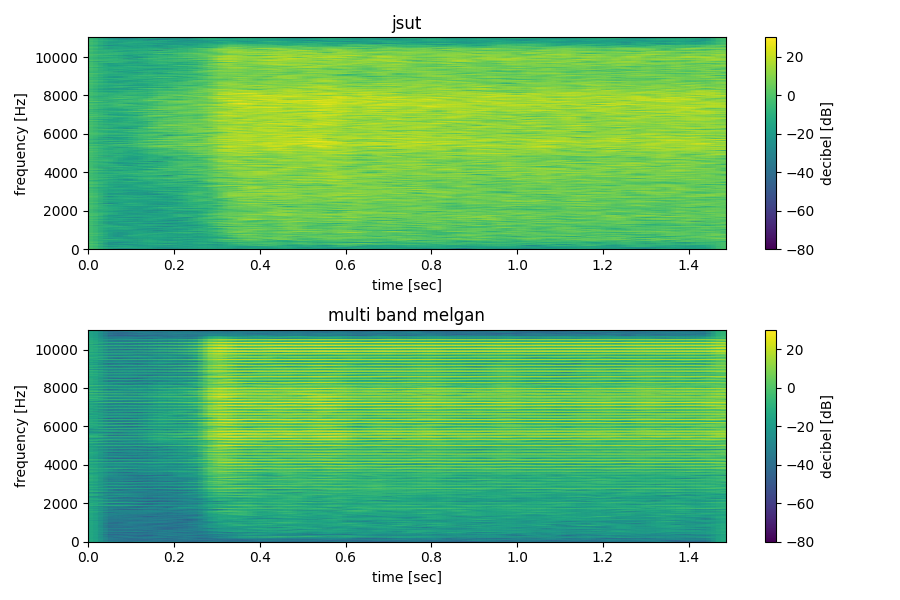 jsut
10000
8000
6000
4000
2000
0
frequency [Hz]
0.0 0.2 0.4 0.6 0.8 1.0 1.2 1.4
time [sec]
20
0
−20
−40
−60
−80
decibel [dB]
multi band melgan
10000
8000
6000
4000
2000
0
frequency [Hz]
0.0 0.2 0.4 0.6 0.8 1.0 1.2 1.4
time [sec]
20
0
−20
−40
−60
−80
decibel [dB]